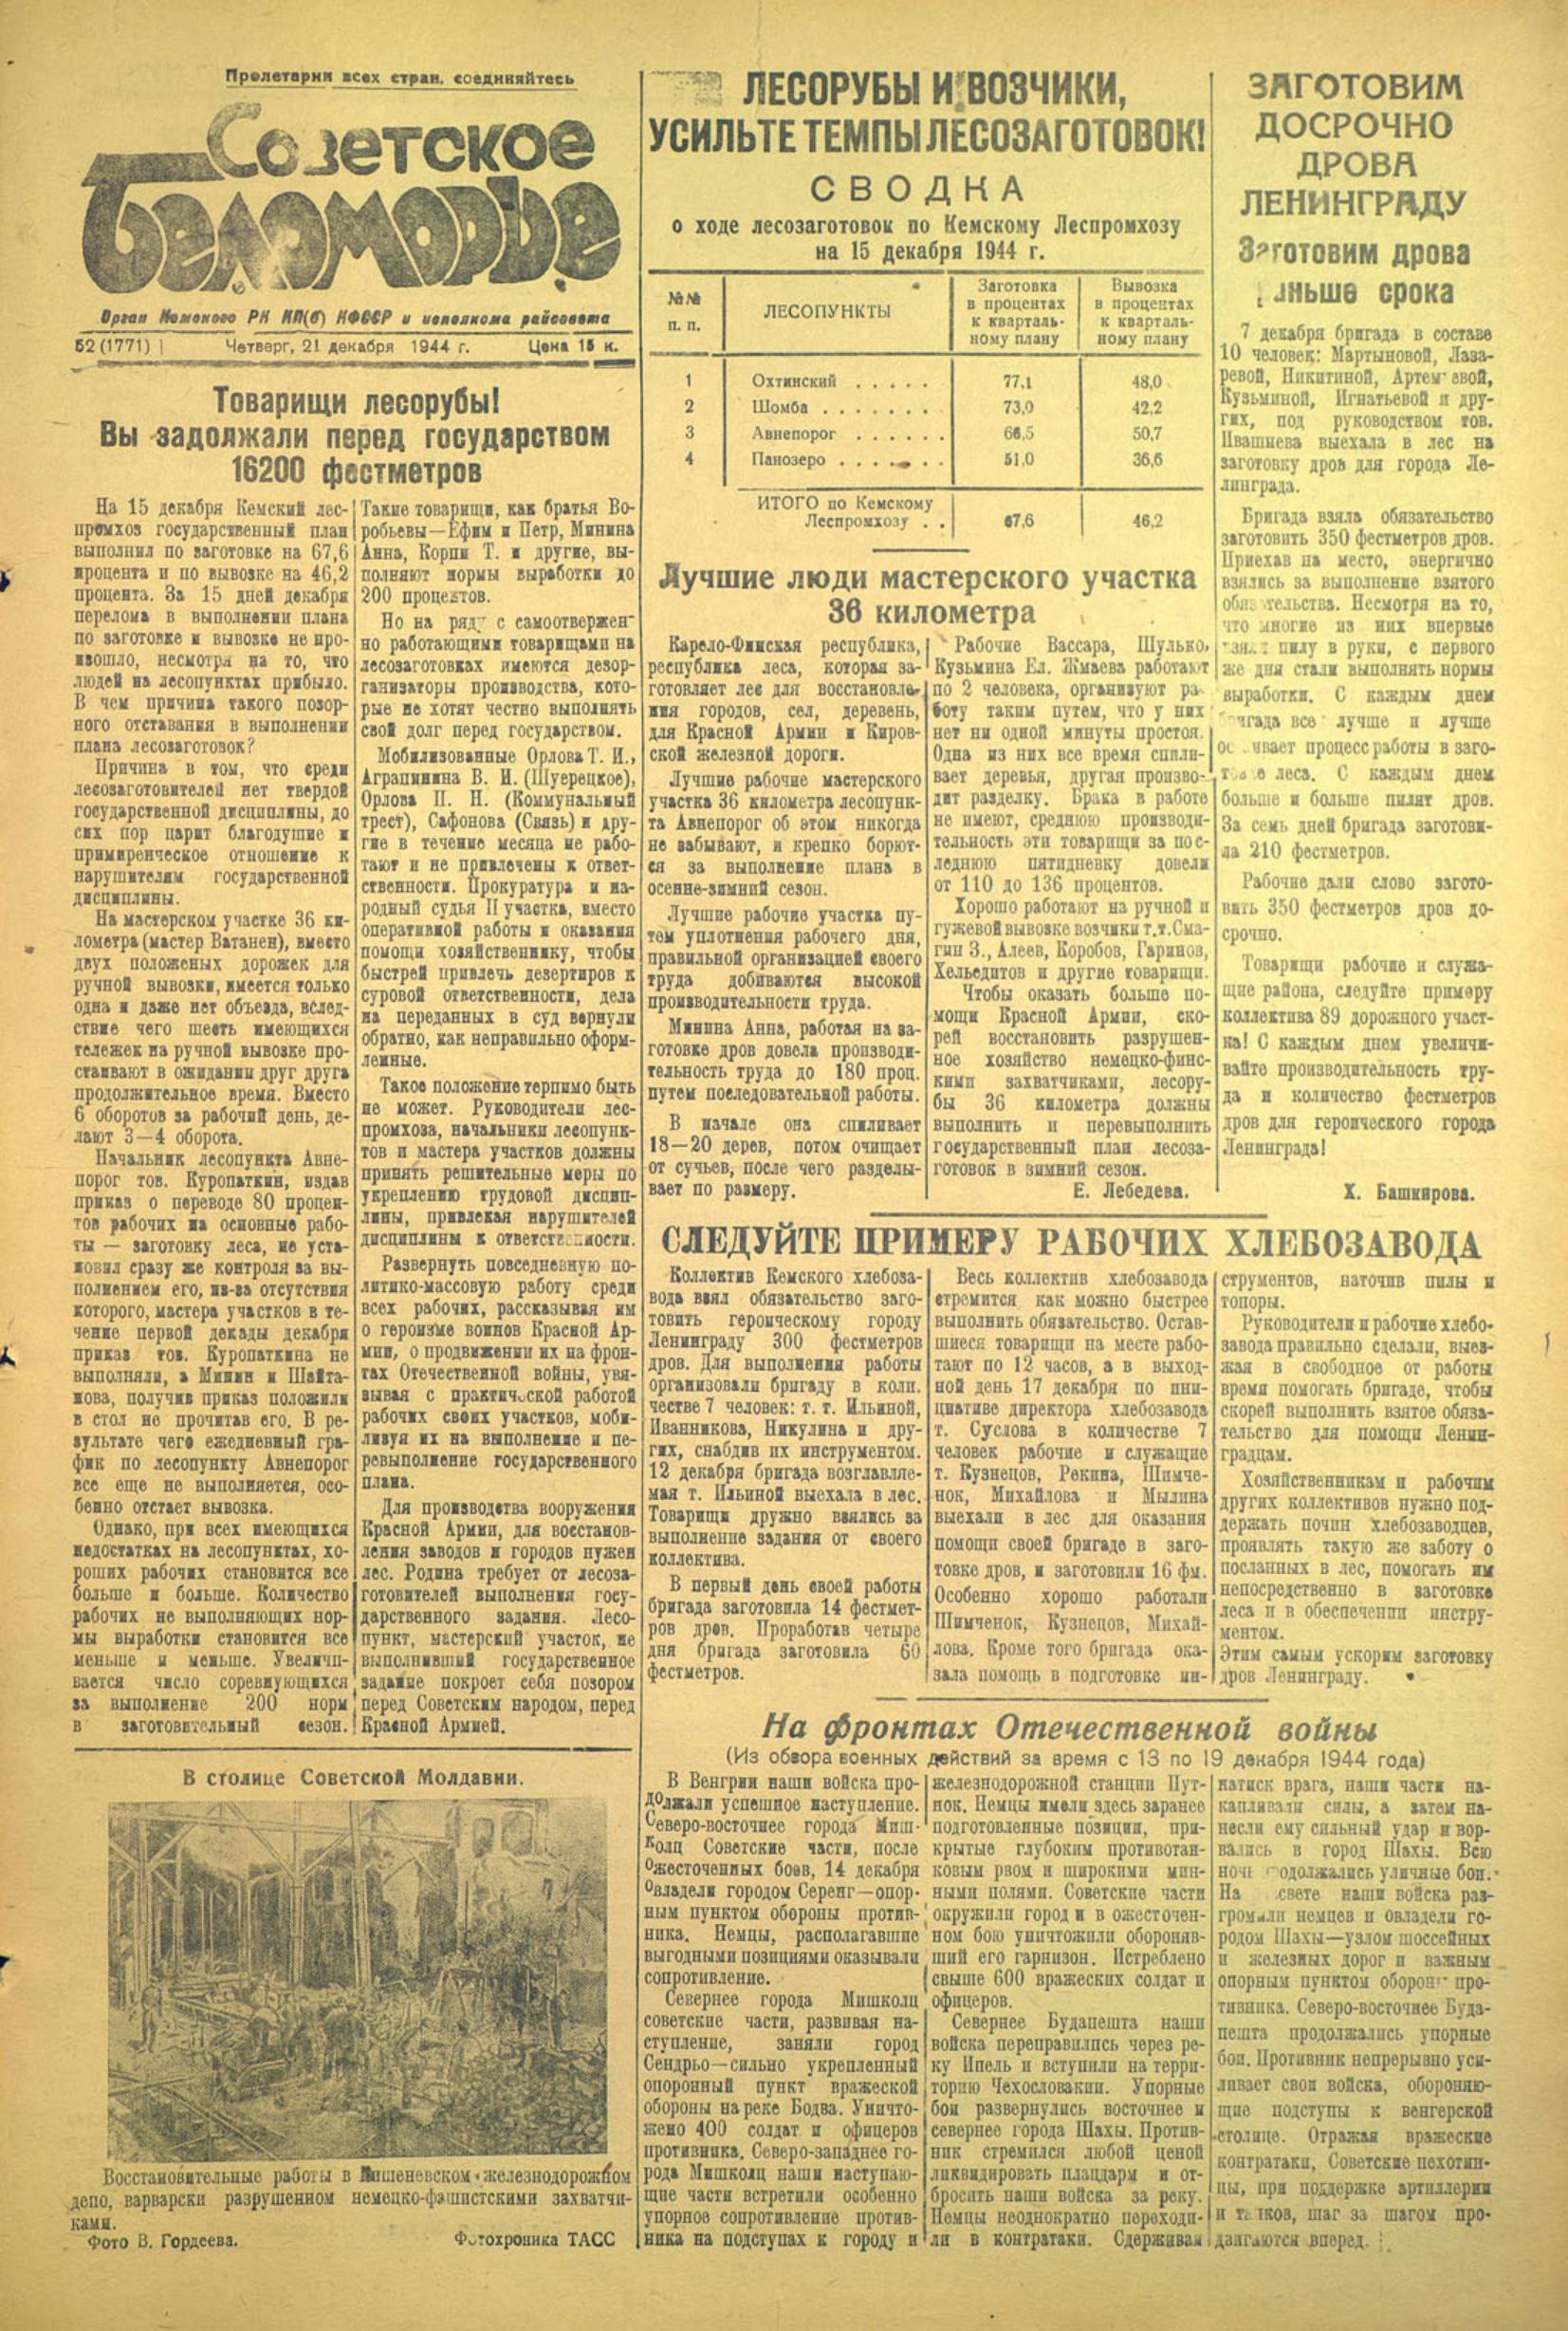 Пролетарии всех стран, соединяйтесь
Советское
Беломорье
Орган Кемского РК КП(б) КФССР и исполкома райсовета
52 (1771) | Четверг, 21 декабря 1944 г. Цена 15 к.
Товарищи лесорубы!
Вы задолжали перед государством
16200 фестметров
На 15 декабря Кемский лес-
промхоз государственный план
выполнил по заготовке на 67,6
процента и по вывозке на 46,2
процента. За 15 дней декабря
перелома в выполнении плана
по заготовке и вывозке не про-
изошло, несмотря на то, что
людей на лесопунктах прибыло.
В чем причина такого позор-
ного отставания в выполнении
плана лесозаготовок?
Причина в том, что среди
лесозаготовителей нет твердой
государственной дисциплины, до
сих пор царит благодушие и
примиренческое отношение к
нарушителям государственной
дисциплины.
На мастерском участке 36 ки-
лометра (мастер Ватанен), вместо
двух положеных дорожек для
ручной вывозки, имеется только
одна и даже нет объезда, вслед-
ствие чего шесть имеющихся
тележек на ручной вывозке про-
стаивают в ожидании друг друга
продолжительное время. Вместо
6 оборотов за рабочий день, де-
лают 3—4 оборота.
Начальник лесопункта Авне-
порог тов. Куропаткин, издав
приказ о переводе 80 процен-
тов рабочих на основные рабо-
ты — заготовку леса, не уста-
новил сразу же контроля за вы-
полнением его, из-за отсутствия
которого, мастера участков в те-
чение первой декады декабря
приказ тов. Куропаткина не
выполняли, а Минин и Шайта-
нова, получив приказ положили
в стол не прочитав его. В ре-
зультате чего ежедневный гра-
фик по лесопункту Авнепорог
все еще не выполняется, осо-
бенно отстает вывозка.
Однако, при всех имеющихся
недостатках на лесопунктах, хо-
роших рабочих становится все
больше и больше. Количество
рабочих не выполняющих нор-
мы выработки становится все
меньше и меньше. Увеличи-
вается число соревнующихся
за выполнение 200 норм
в заготовительный сезон.
Такие товарищи, как братья Во-
робьевы—Ефим и Петр, Минина
Анна, Корпи Т. и другие, вы-
полняют нормы выработки до
200 процентов.
Но на ряду с самоотвержен-
но работающими товарищами на
лесозаготовках имеются дезор-
ганизаторы производства, кото-
рые не хотят честно выполнять
свой долг перед государством.
Мобилизованные Орлова Т. И.,
Аграпинина В. И. (Шуерецкое),
Орлова П. Н. (Коммунальный
трест), Сафонова (Связь) и дру-
гие в течение месяца не рабо-
тают и не привлечены к ответ-
ственности. Прокуратура и на-
родный судья II участка, вместо
оперативной работы и оказания
помощи хозяйственнику, чтобы
быстрей привлечь дезертиров к
суровой ответственности, дела
на переданных в суд вернули
обратно, как неправильно оформ-
ленные.
Такое положение терпимо быть
не может. Руководители лес-
промхоза, начальники лесопунк-
тов и мастера участков должны
принять решительные меры по
укреплению трудовой дисцип-
лины, привлекая нарушителей
дисциплины к ответственности.
Развернуть повседневную по-
литико-массовую работу среди
всех рабочих, рассказывая им
о героизме воинов Красной Ар-
мии, о продвижении их на фрон-
тах Отечественной войны, увя-
зывая с практической работой
рабочих своих участков, моби-
лизуя их на выполнение и пе-
ревыполнение государственного
плана.
Для производства вооружения
Красной Армии, для восстанов-
ления заводов и городов нужен
лес. Родина требует от лесоза-
готовителей выполнения госу-
дарственного задания. Лесо-
пункт, мастерский участок, не
выполнивший государственное
задание покроет себя позором
перед Советским народом, перед
Красной Армией.
В столице Советской Молдавии.
Восстановительные работы в Кишеневском железнодорожном
депо, варварски разрушенном немецко-фашистскими захватчи-
ками.
Фото В. Гордеева. Фотохроника ТАСС
ЛЕСОРУБЫ И ВОЗЧИКИ,
УСИЛЬТЕ ТЕМПЫ ЛЕСОЗАГОТОВОК!
СВОДКА
о ходе лесозаготовок по Кемскому Леспромхозу
на 15 декабря 1944 г.
№№ п. п. ЛЕСОПУНКТЫ Заготовка в процентах к кварталь- ному плану Вывозка в процентах к кварталь- ному плану
1 Охтинский . . . . . 77,1 48,0
2 Шомба . . . . . . . 73,0 42,2
3 Авнепорог . . . . . . 66,5 50,7
4 Панозеро . . . . . . 51,0 36,6
ИТОГО по Кемскому
Леспромхозу . . 67,6 46,2
Лучшие люди мастерского участка
36 километра
Карело-Финская республика,
республика леса, которая за-
готовляет лес для восстановле-
ния городов, сел, деревень,
для Красной Армии и Киров-
ской железной дороги.
Лучшие рабочие мастерского
участка 36 километра лесопунк-
та Авнепорог об этом никогда
не забывают, и крепко борют-
ся за выполнение плана в
осенне-зимний сезон.
Лучшие рабочие участка пу-
тем уплотнения рабочего дня,
правильной организацией своего
труда добиваются высокой
производительности труда.
Минина Анна, работая на за-
готовке дров довела производи-
тельность труда до 180 проц.
путем последовательной работы.
В начале она спиливает
18—20 дерев, потом очищает
от сучьев, после чего разделы-
вает по размеру.
Рабочие Вассара, Шулько,
Кузьмина Ел. Жмаева работают
по 2 человека, организуют ра-
боту таким путем, что у них
нет ни одной минуты простоя.
Одна из них все время спили-
вает деревья, другая произво-
дит разделку. Брака в работе
не имеют, среднюю производи-
тельность эти товарищи за пос-
леднюю пятидневку довели
от 110 до 136 процентов.
Хорошо работают на ручной и
гужевой вывозке возчики т.т. Сма-
гин З., Алеев, Коробов, Гаринов,
Хельедитов и другие товарищи.
Чтобы оказать больше по-
мощи Красной Армии, ско-
рей восстановить разрушен-
ное хозяйство немецко-финс-
кими захватчиками, лесору-
бы 36 километра должны
выполнить и перевыполнить
государственный план лесоза-
готовок в зимний сезон.
Е. Лебедева.
ЗАГОТОВИМ
ДОСРОЧНО
ДРОВА
ЛЕНИНГРАДУ
Заготовим дрова
раньше срока
7 декабря бригада в составе
10 человек: Мартыновой, Лаза-
ревой, Никитиной, Артемьевой,
Кузьминой, Игнатьевой и дру-
гих, под руководством тов.
Ивашнева выехала в лес на
заготовку дров для города Ле-
нинграда.
Бригада взяла обязательство
заготовить 350 фестметров дров.
Приехав на место, энергично
взялись за выполнение взятого
обязательства. Несмотря на то,
что многие из них впервые
взяли пилу в руки, с первого
же дня стали выполнять нормы
выработки. С каждым днем
бригада все лучше и лучше
осваивает процесс работы в заго-
товке леса. С каждым днем
больше и больше пилят дров.
За семь дней бригада заготови-
ла 210 фестметров.
Рабочие дали слово загото-
вить 350 фестметров дров до-
срочно.
Товарищи рабочие и служа-
щие района, следуйте примеру
коллектива 89 дорожного участ-
ка! С каждым днем увеличи-
вайте производительность тру-
да и количество фестметров
дров для героического города
Ленинграда!
Х. Башкирова.
СЛЕДУЙТЕ ПРИМЕРУ РАБОЧИХ ХЛЕБОЗАВОДА
Коллектив Кемского хлебоза-
вода взял обязательство заго-
товить героическому городу
Ленинграду 300 фестметров
дров. Для выполнения работы
организовали бригаду в коли-
честве 7 человек: т. т. Ильиной,
Иванникова, Никулина и дру-
гих, снабдив их инструментом.
12 декабря бригада возглавляе-
мая т. Ильиной выехала в лес.
Товарищи дружно взялись за
выполнение задания от своего
коллектива.
В первый день своей работы
бригада заготовила 14 фестмет-
ров дров. Проработав четыре
дня бригада заготовила 60
фестметров.
Весь коллектив хлебозавода
стремится как можно быстрее
выполнить обязательство. Остав-
шиеся товарищи на месте рабо-
тают по 12 часов, а в выход-
ной день 17 декабря по ини-
циативе директора хлебозавода
т. Суслова в количестве 7
человек рабочие и служащие
т. Кузнецов, Рекина, Шимче-
нок, Михайлова и Мылина
выехали в лес для оказания
помощи своей бригаде в заго-
товке дров, и заготовили 16 фм.
Особенно хорошо работали
Шимченок, Кузнецов, Михай-
лова. Кроме того бригада ока-
зала помощь в подготовке ин-
струментов, наточив пилы и
топоры.
Руководители и рабочие хлебо-
завода правильно сделали, выез-
жая в свободное от работы
время помогать бригаде, чтобы
скорей выполнить взятое обяза-
тельство для помощи Ленин-
градцам.
Хозяйственникам и рабочим
других коллективов нужно под-
держать почин хлебозаводцев,
проявлять такую же заботу о
посланных в лес, помогать им
непосредственно в заготовке
леса и в обеспечении инстру-
ментом.
Этим самым ускорим заготовку
дров Ленинграду.
На фронтах Отечественной войны
(Из обзора военных действий за время с 13 по 19 декабря 1944 года)
В Венгрии наши войска про-
должали успешное наступление.
Северо-восточнее города Миш-
колц Советские части, после
ожесточенных боев, 14 декабря
овладели городом Серенг—опор-
ным пунктом обороны против-
ника. Немцы, располагавшие
выгодными позициями оказывали
сопротивление.
Севернее города Мишколц
советские части, развивая на-
ступление, заняли город
Сендрьо—сильно укрепленный
опоронный пункт вражеской
обороны на реке Бодва. Уничто-
жено 400 солдат и офицеров
противника. Северо-западнее го-
рода Мишколц наши наступаю-
щие части встретили особенно
упорное сопротивление против-
ника на подступах к городу и
железнодорожной станции Пут-
нок. Немцы имели здесь заранее
подготовленные позиции, при-
крытые глубоким противотан-
ковым рвом и широкими мин-
ными полями. Советские части
окружили город и в ожесточен-
ном бою уничтожили обороняв-
ший его гарнизон. Истреблено
свыше 600 вражеских солдат и
офицеров.
Севернее Будапешта наши
войска переправились через ре-
ку Ипель и вступили на терри-
торию Чехословакии. Упорные
бои развернулись восточнее и
севернее города Шахы. Против-
ник стремился любой ценой
ликвидировать плацдарм и от-
бросить наши войска за реку.
Немцы неоднократно переходи-
ли в контратаки. Сдерживая
натиск врага, наши части на-
капливали силы, а затем на-
несли ему сильный удар и вор-
вались в город Шахы. Всю
ночь продолжались уличные бои.
На рассвете наши войска раз-
громили немцев и овладели го-
родом Шахы—узлом шоссейных
и железных дорог и важным
опорным пунктом обороны про-
тивника. Северо-восточнее Буда-
пешта продолжались упорные
бои. Противник непрерывно уси-
ливает свои войска, обороняю-
щие подступы к венгерской
столице. Отражая вражеские
контратаки, Советские пехотин-
цы, при поддержке артиллерии
и танков, шаг за шагом про-
двигаются вперед.